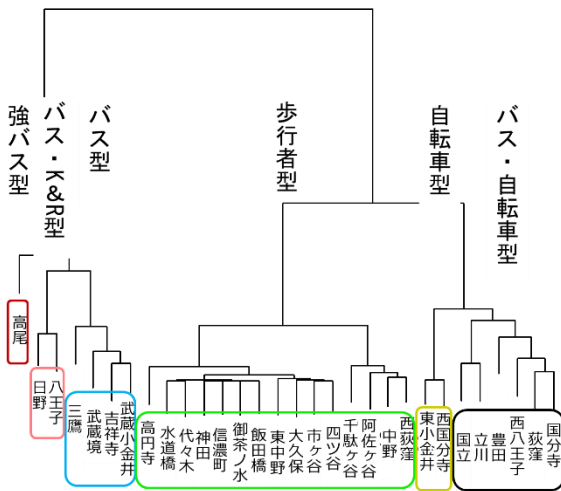 強バス型
バス・K&R型
バス型
歩行者型
自転車型
バス・自転車型
高尾
日野
八王子
三鷹
武蔵境
吉祥寺
武蔵小金井
高円寺
水道橋
代々木
神田
信濃町
御茶ノ水
飯田橋
東中野
大久保
市ヶ谷
四ツ谷
千駄ヶ谷
阿佐ヶ谷
中野
西荻窪
東小金井
西国分寺
国立
立川
豊田
西八王子
荻窪
国分寺